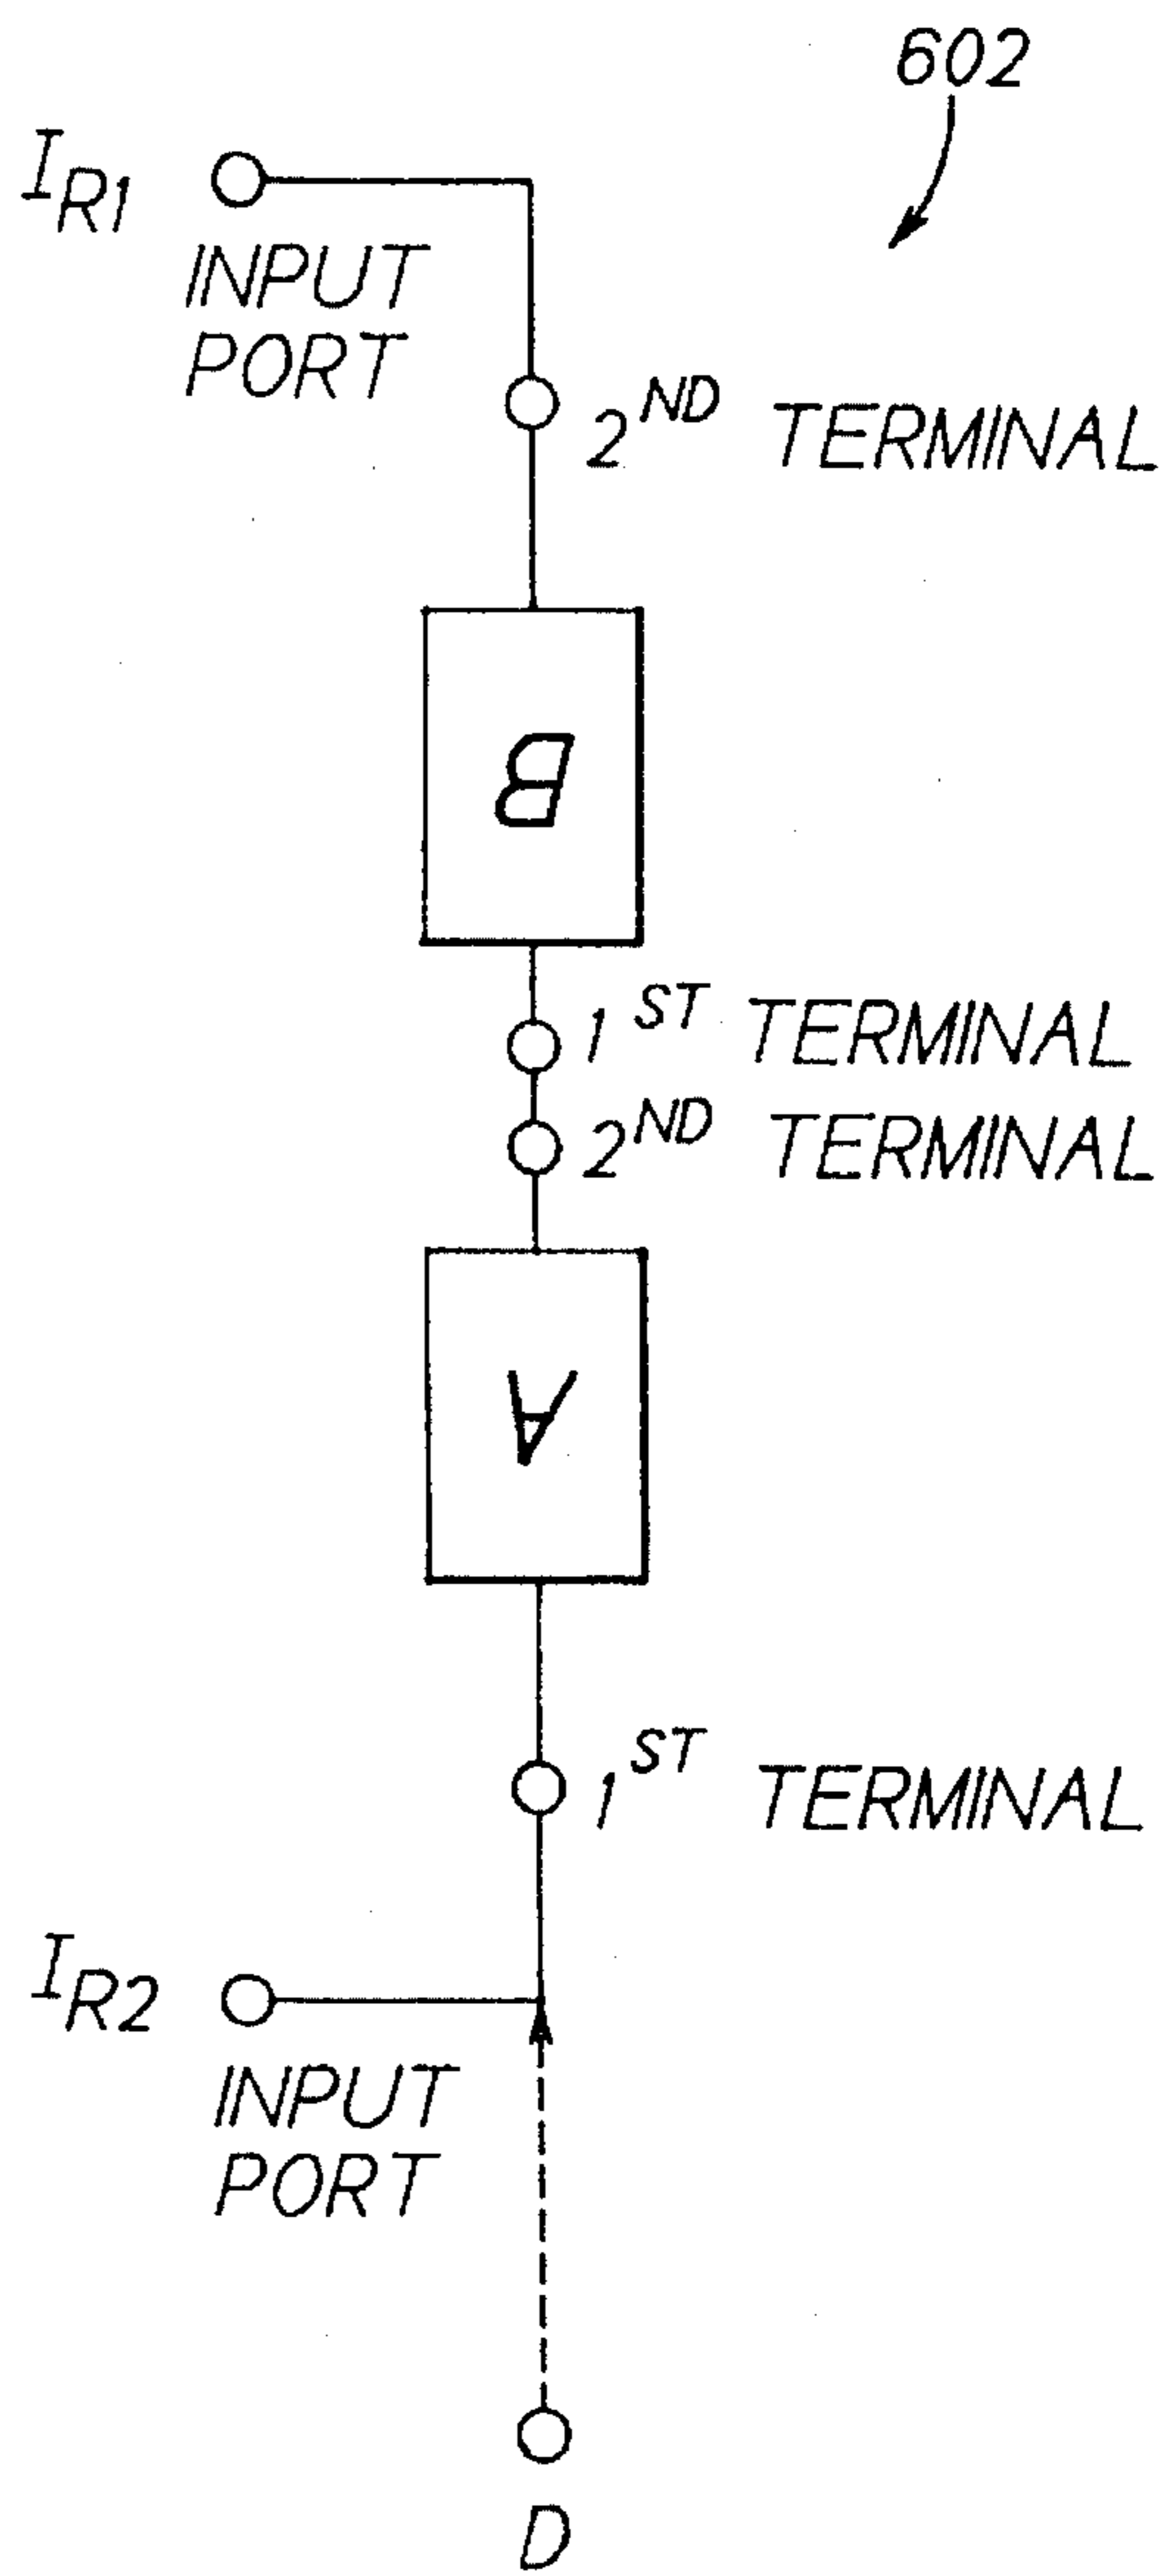 602
I_R1
INPUT
PORT
2^ND TERMINAL
B
1^ST TERMINAL
2^ND TERMINAL
A
1^ST TERMINAL
I_R2
INPUT
PORT
D